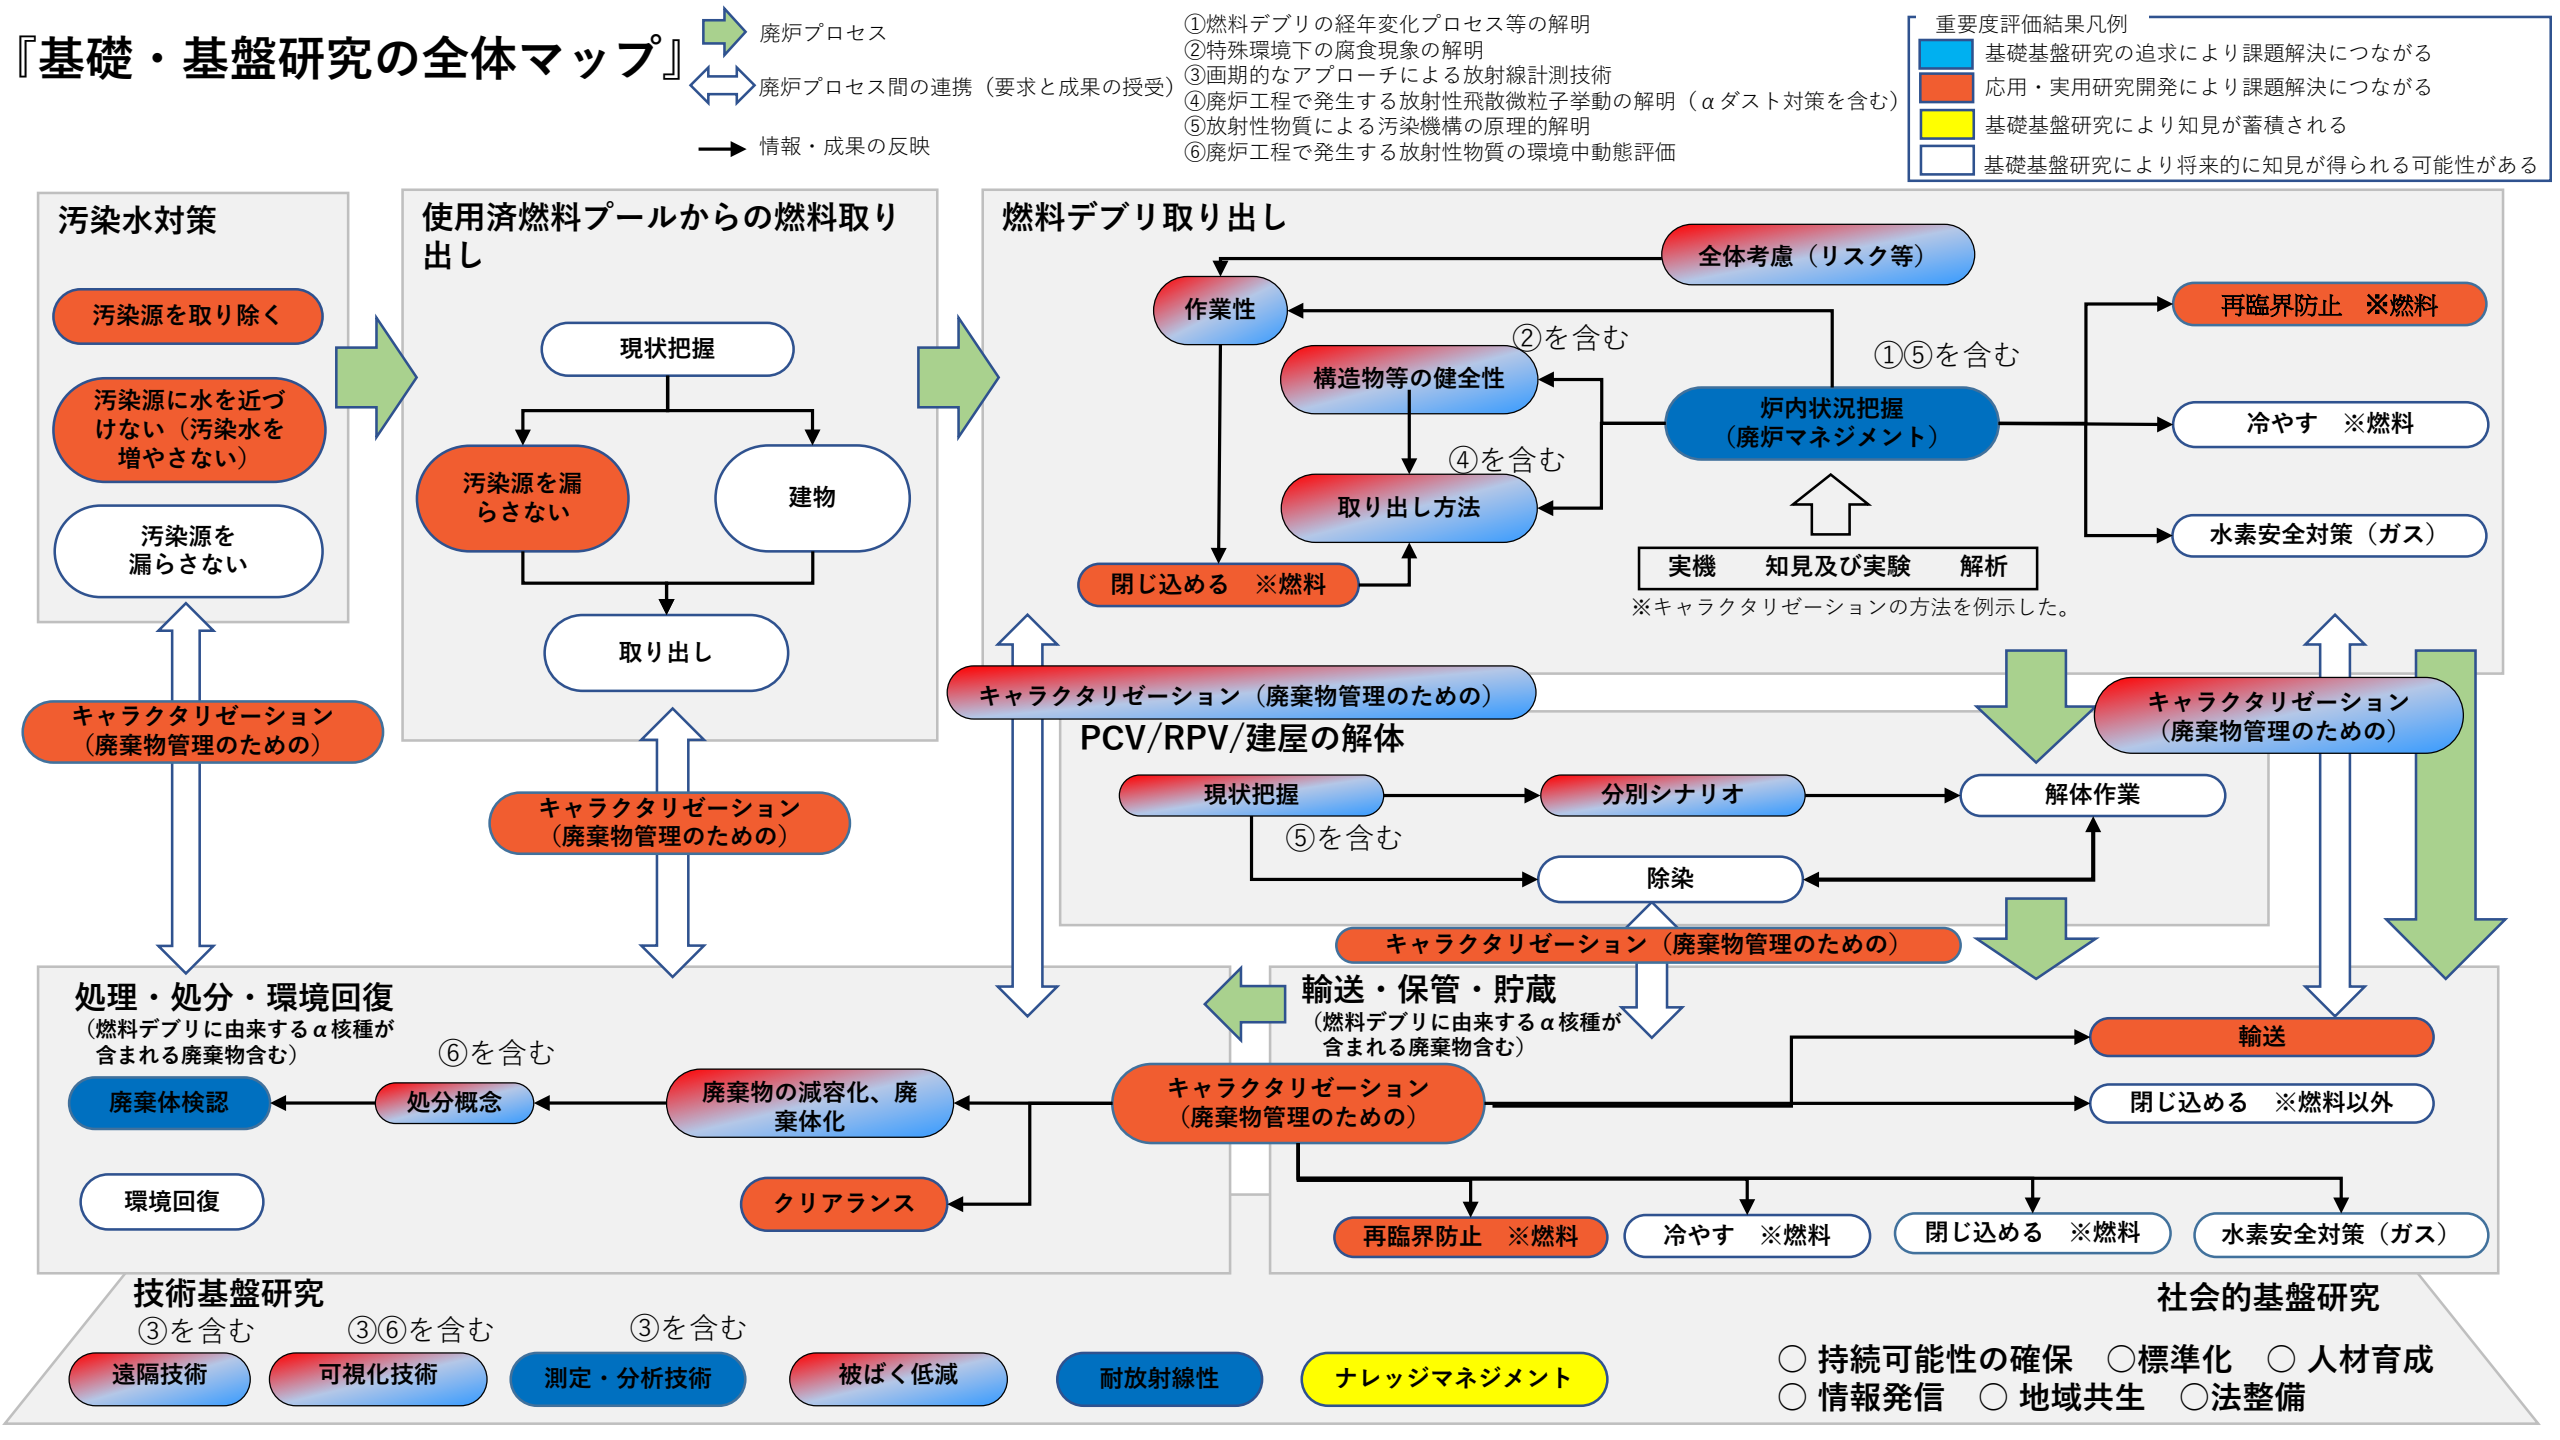 『基礎・基盤研究の全体マップ』
廃炉プロセス
廃炉プロセス間の連携（要求と成果の授受）
情報・成果の反映
①燃料デブリの経年変化プロセス等の解明
②特殊環境下の腐食現象の解明
③画期的なアプローチによる放射線計測技術
④廃炉工程で発生する放射性飛散微粒子挙動の解明（αダスト対策を含む）
⑤放射性物質による汚染機構の原理的解明
⑥廃炉工程で発生する放射性物質の環境中動態評価
重要度評価結果凡例
基礎基盤研究の追求により課題解決につながる
応用・実用研究開発により課題解決につながる
基礎基盤研究により知見が蓄積される
基礎基盤研究により将来的に知見が得られる可能性がある
汚染水対策
汚染源を取り除く
汚染源に水を近づ
けない（汚染水を
増やさない）
汚染源を
漏らさない
キャラクタリゼーション
（廃棄物管理のための）
使用済燃料プールからの燃料取り
出し
現状把握
汚染源を漏
らさない
建物
取り出し
キャラクタリゼーション
（廃棄物管理のための）
燃料デブリ取り出し
全体考慮（リスク等）
作業性
②を含む
構造物等の健全性
④を含む
取り出し方法
閉じ込める　※燃料
①⑤を含む
炉内状況把握
（廃炉マネジメント）
実機　知見及び実験　解析
※キャラクタリゼーションの方法を例示した。
再臨界防止　※燃料
冷やす　※燃料
水素安全対策（ガス）
キャラクタリゼーション（廃棄物管理のための）
キャラクタリゼーション
（廃棄物管理のための）
PCV/RPV/建屋の解体
現状把握
分別シナリオ
解体作業
⑤を含む
除染
キャラクタリゼーション（廃棄物管理のための）
処理・処分・環境回復
（燃料デブリに由来するα核種が
含まれる廃棄物含む）
⑥を含む
廃棄体検認
処分概念
廃棄物の減容化、廃
棄体化
環境回復
クリアランス
輸送・保管・貯蔵
（燃料デブリに由来するα核種が
含まれる廃棄物含む）
キャラクタリゼーション
（廃棄物管理のための）
輸送
閉じ込める　※燃料以外
再臨界防止　※燃料
冷やす　※燃料
閉じ込める　※燃料
水素安全対策（ガス）
技術基盤研究
③を含む
③⑥を含む
③を含む
遠隔技術
可視化技術
測定・分析技術
被ばく低減
耐放射線性
ナレッジマネジメント
社会的基盤研究
○ 持続可能性の確保　○標準化　○ 人材育成
○ 情報発信　○ 地域共生　○法整備